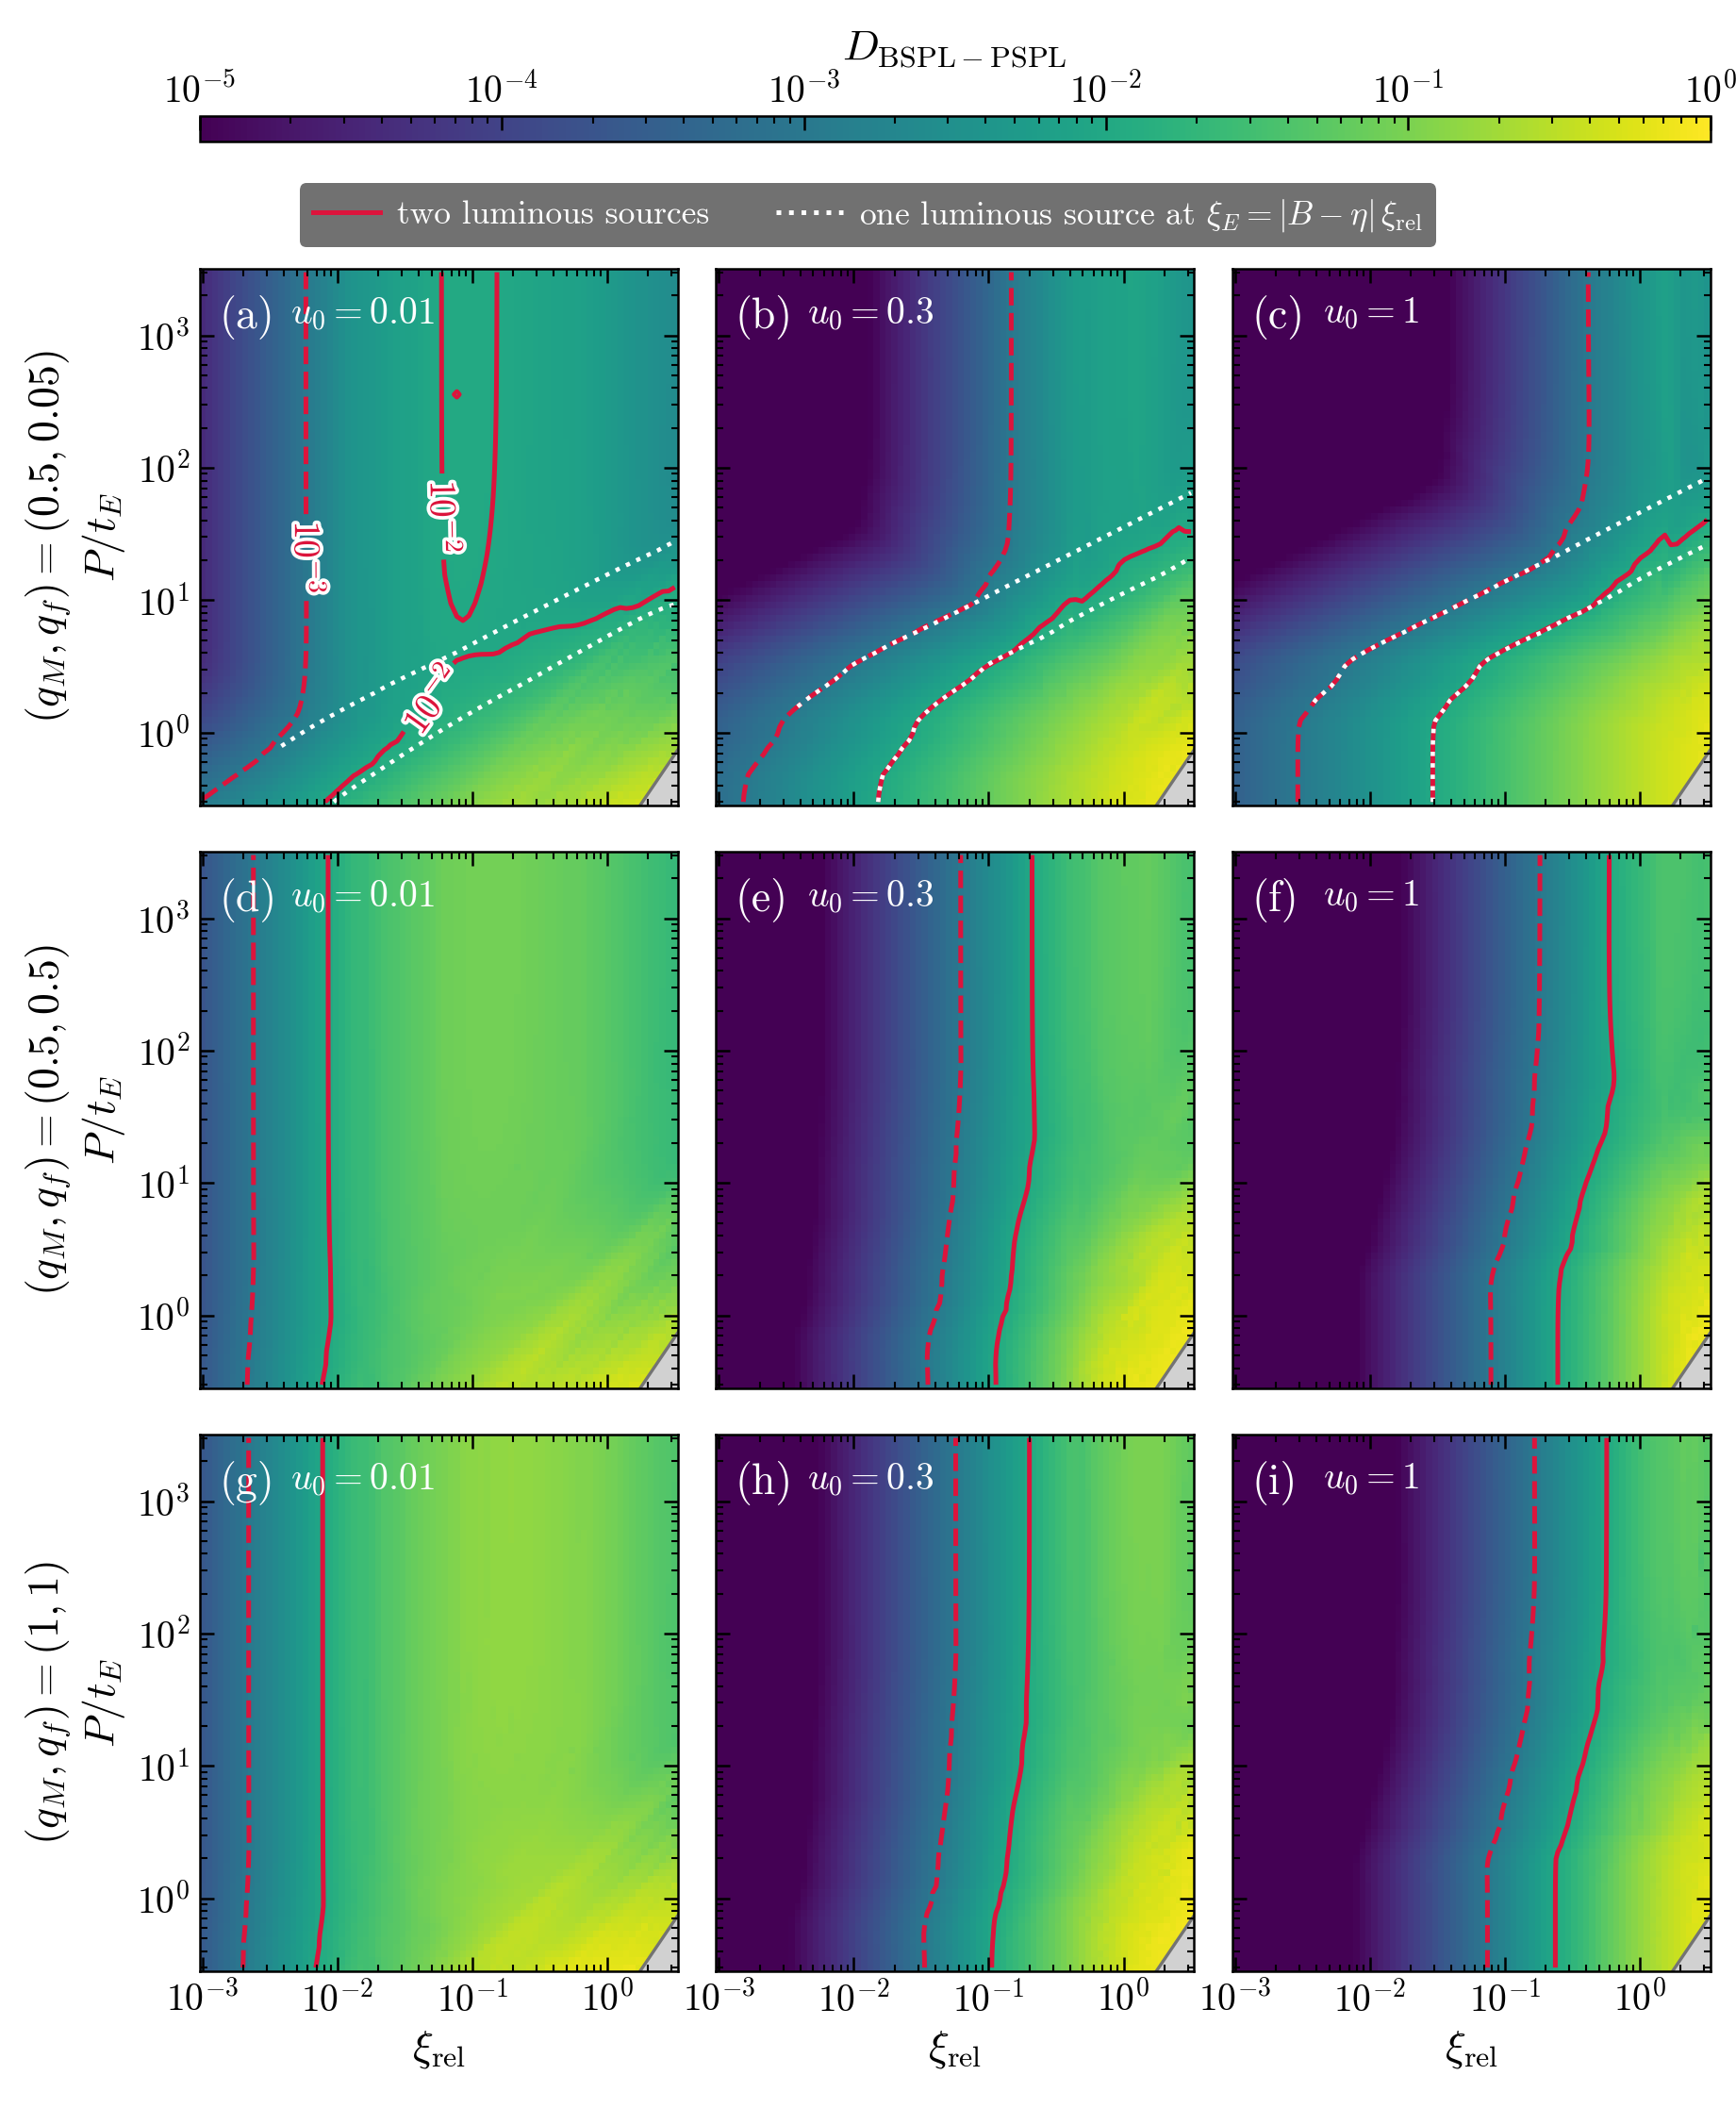 D_BSPL−PSPL
10^−5 10^−4 10^−3 10^−2 10^−1 10^0
two luminous sources one luminous source at ξ_E = |B − η| ξ_rel
(q_M, q_f) = (0.5, 0.05)
P/t_E
10^3
10^2
10^1
10^0
(a) u_0 = 0.01
10^−3
10^−2
10^−2
(b) u_0 = 0.3
(c) u_0 = 1
(q_M, q_f) = (0.5, 0.5)
P/t_E
10^3
10^2
10^1
10^0
(d) u_0 = 0.01
(e) u_0 = 0.3
(f) u_0 = 1
(q_M, q_f) = (1, 1)
P/t_E
10^3
10^2
10^1
10^0
(g) u_0 = 0.01
(h) u_0 = 0.3
(i) u_0 = 1
10^−3 10^−2 10^−1 10^0 10^−3 10^−2 10^−1 10^0 10^−3 10^−2 10^−1 10^0
ξ_rel ξ_rel ξ_rel